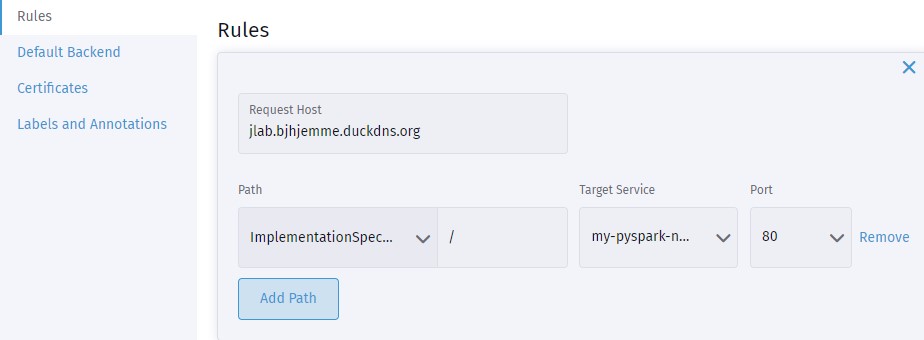 Rules
Default Backend
Certificates
Labels and Annotations
Rules
Request Host
jlab.bjhjemme.duckdns.org
Path Target Service Port
ImplementationSpec... / my-pyspark-n... 80 Remove
Add Path